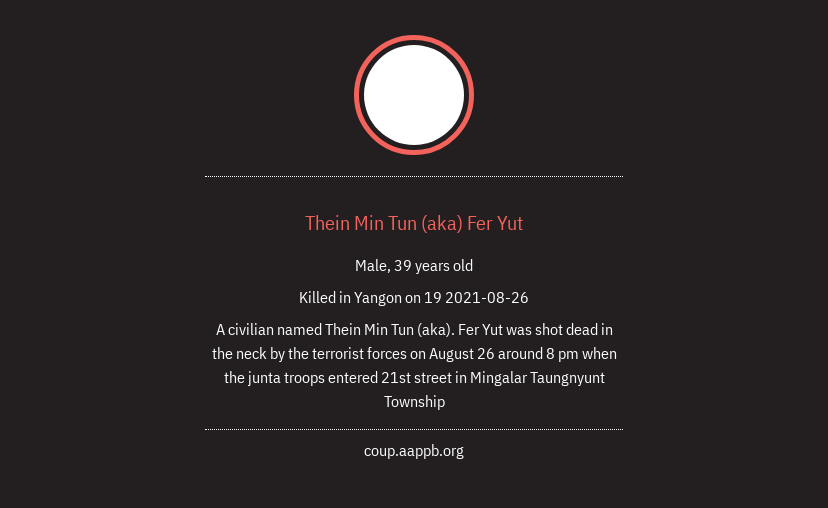 Thein Min Tun (aka) Fer Yut
Male, 39 years old
Killed in Yangon on 19 2021-08-26
A civilian named Thein Min Tun (aka). Fer Yut was shot dead in
the neck by the terrorist forces on August 26 around 8 pm when
the junta troops entered 21st street in Mingalar Taungnyunt
Township
coup.aappb.org